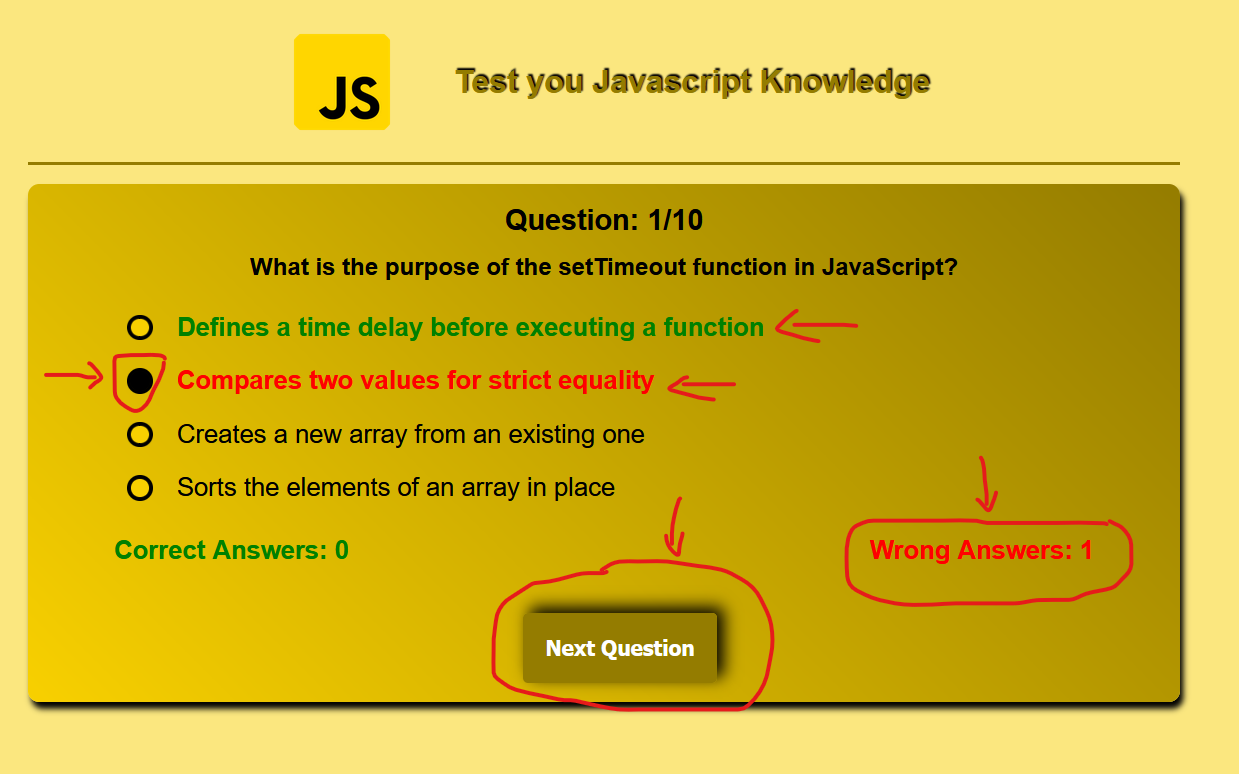 JS
Test you Javascript Knowledge
Question: 1/10
What is the purpose of the setTimeout function in JavaScript?
Defines a time delay before executing a function
Compares two values for strict equality
Creates a new array from an existing one
Sorts the elements of an array in place
Correct Answers: 0
Wrong Answers: 1
Next Question